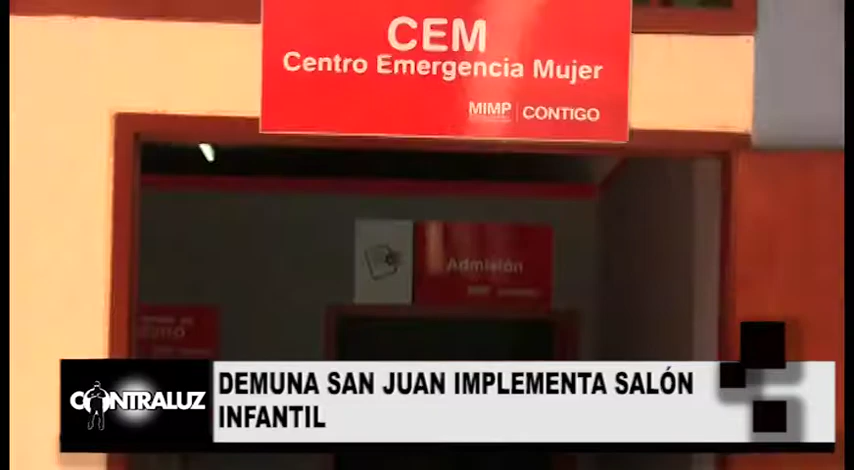 CEM
Centro Emergencia Mujer
MIMP | CONTIGO
Admisión
CONTRALUZ
DEMUNA SAN JUAN IMPLEMENTA SALÓN
INFANTIL